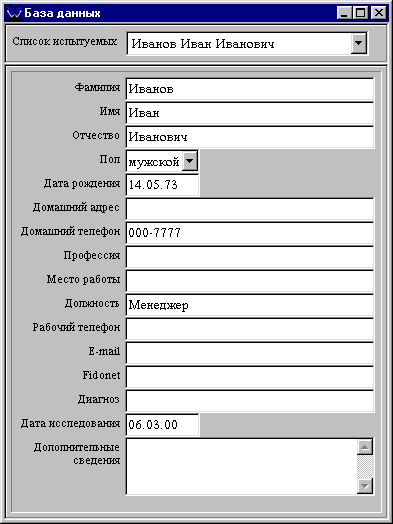 База данных
Список испытуемых Иванов Иван Иванович
Фамилия Иванов
Имя Иван
Отчество Иванович
Пол мужской
Дата рождения 14.05.73
Домашний адрес
Домашний телефон 000-7777
Профессия
Место работы
Должность Менеджер
Рабочий телефон
E-mail
Fidonet
Диагноз
Дата исследования 06.03.00
Дополнительные
сведения